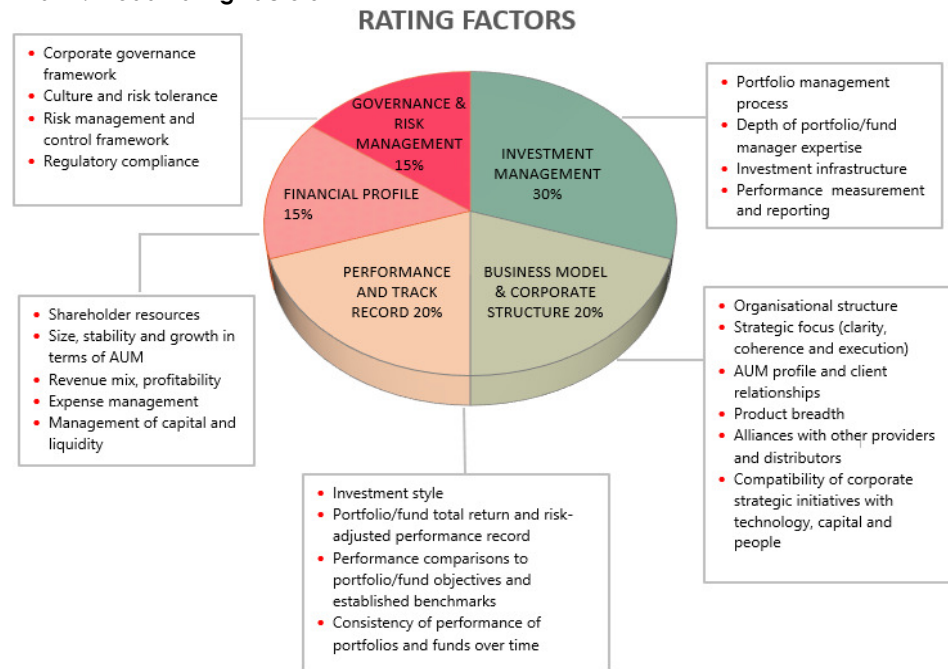 RATING FACTORS
• Corporate governance
framework
• Culture and risk tolerance
• Risk management and
control framework
• Regulatory compliance
GOVERNANCE &
RISK
MANAGEMENT
15%
INVESTMENT
MANAGEMENT
30%
• Portfolio management
process
• Depth of portfolio/fund
manager expertise
• Investment infrastructure
• Performance measurement
and reporting
FINANCIAL PROFILE
15%
PERFORMANCE
AND TRACK
RECORD 20%
BUSINESS MODEL
& CORPORATE
STRUCTURE 20%
• Shareholder resources
• Size, stability and growth in
terms of AUM
• Revenue mix, profitability
• Expense management
• Management of capital and
liquidity
• Organisational structure
• Strategic focus (clarity,
coherence and execution)
• AUM profile and client
relationships
• Product breadth
• Alliances with other providers
and distributors
• Compatibility of corporate
strategic initiatives with
technology, capital and
people
• Investment style
• Portfolio/fund total return and risk-
adjusted performance record
• Performance comparisons to
portfolio/fund objectives and
established benchmarks
• Consistency of performance of
portfolios and funds over time